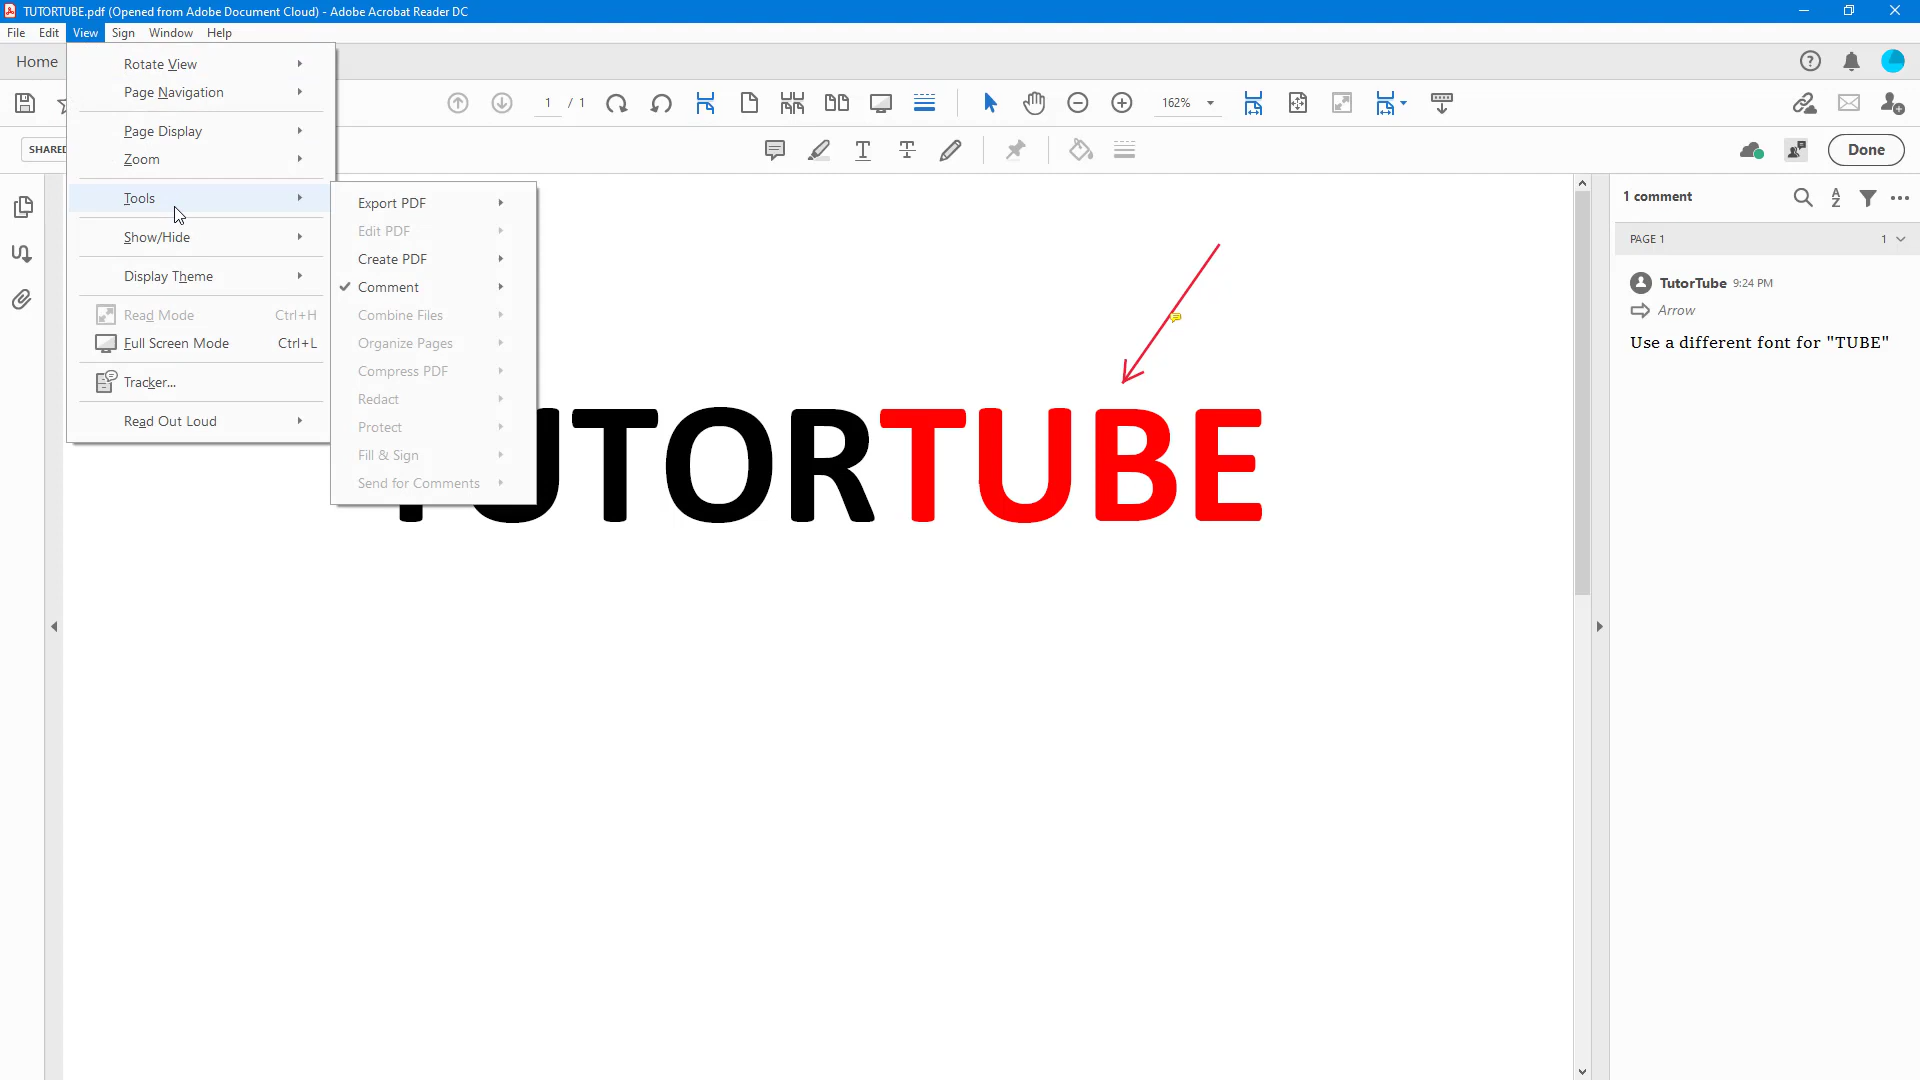 TUTORTUBE.pdf (Opened from Adobe Document Cloud) - Adobe Acrobat Reader DC
File Edit View Sign Window Help
Home
1 / 1
162%
SHARED
Done
Rotate View
Page Navigation
Page Display
Zoom
Tools
Show/Hide
Display Theme
Read Mode Ctrl+H
Full Screen Mode Ctrl+L
Tracker...
Read Out Loud
Export PDF
Edit PDF
Create PDF
Comment
Combine Files
Organize Pages
Compress PDF
Redact
Protect
Fill & Sign
Send for Comments
TUTORTUBE
1 comment
PAGE 1 1
TutorTube 9:24 PM
Arrow
Use a different font for "TUBE"